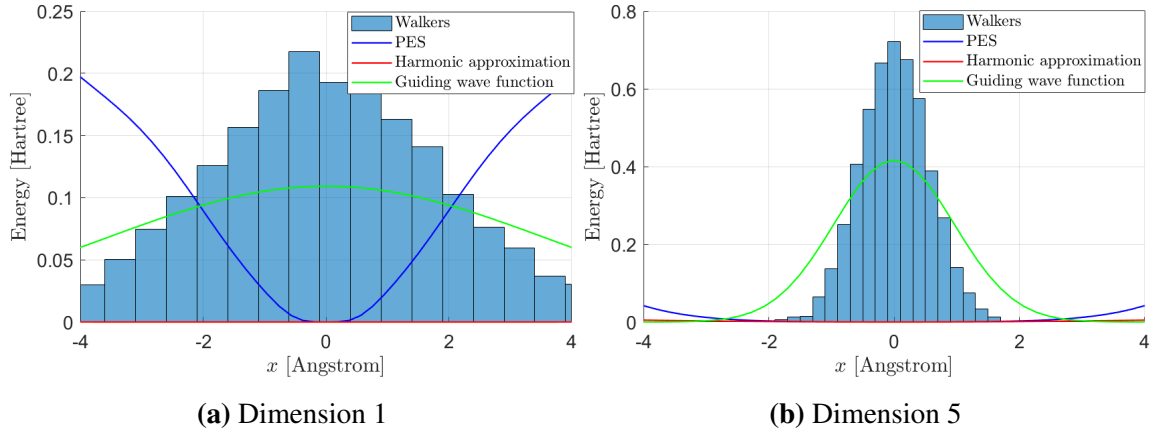 0.25
0.2
0.15
0.1
0.05
0
Energy [Hartree]
-4
-2
0
2
4
x [Angstrom]
Walkers
PES
Harmonic approximation
Guiding wave function
(a) Dimension 1
0.8
0.6
0.4
0.2
0
Energy [Hartree]
-4
-2
0
2
4
x [Angstrom]
Walkers
PES
Harmonic approximation
Guiding wave function
(b) Dimension 5